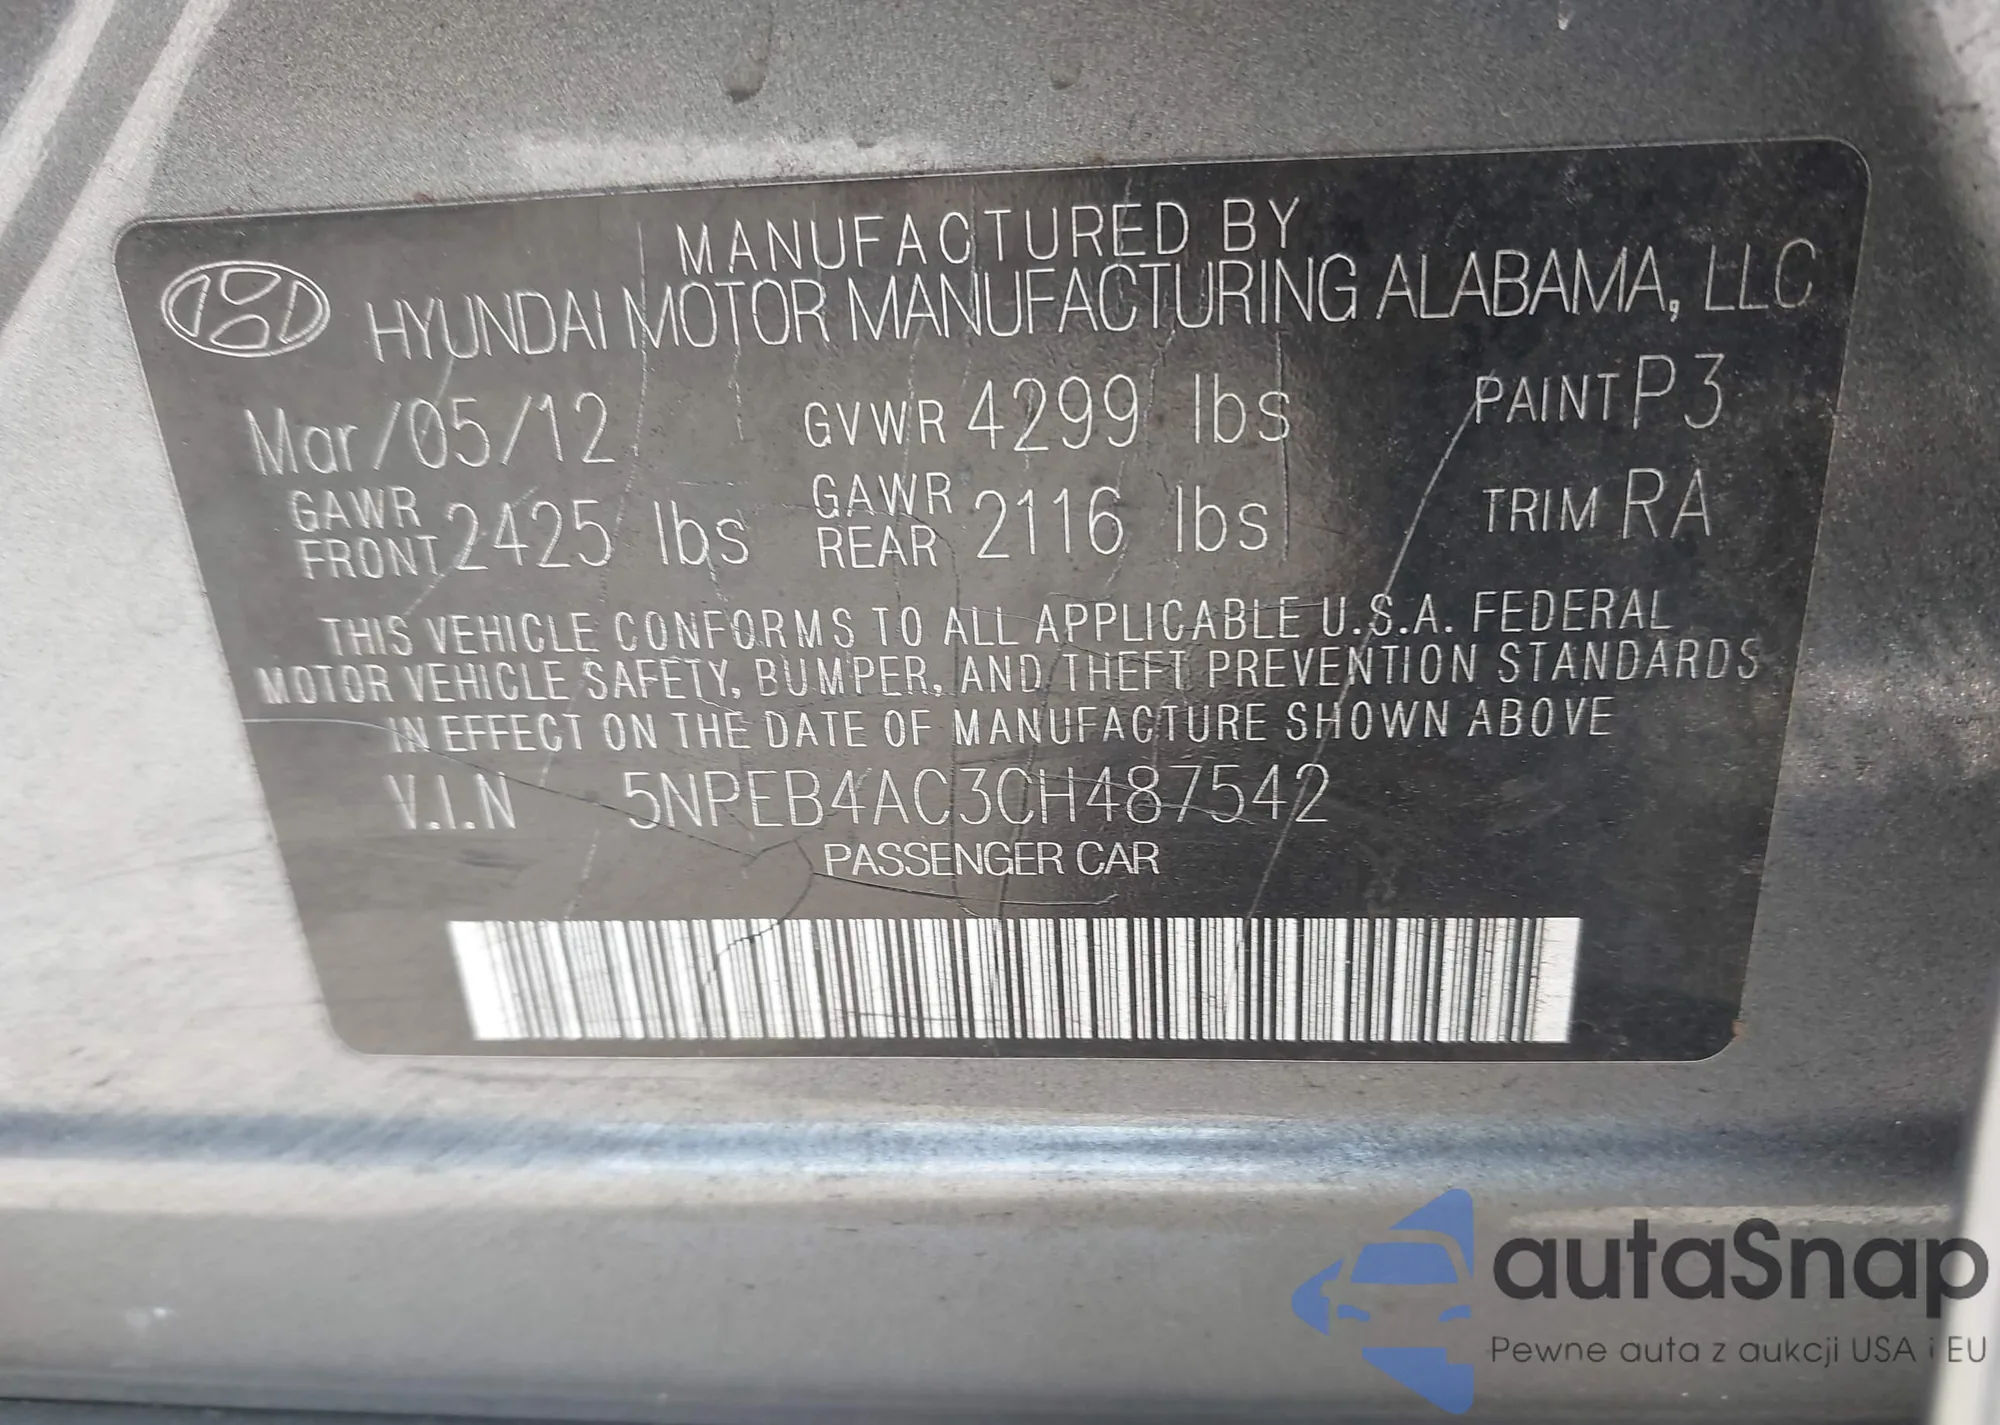 MANUFACTURED BY
HYUNDAI MOTOR MANUFACTURING ALABAMA, LLC
Mar/05/12 GVWR 4299 lbs PAINT P3
GAWR FRONT 2425 lbs GAWR REAR 2116 lbs TRIM RA
THIS VEHICLE CONFORMS TO ALL APPLICABLE U.S.A. FEDERAL
MOTOR VEHICLE SAFETY, BUMPER, AND THEFT PREVENTION STANDARDS
IN EFFECT ON THE DATE OF MANUFACTURE SHOWN ABOVE
V.I.N 5NPEB4AC3CH487542
PASSENGER CAR
autaSnap
Pewne auta z aukcji USA i EU